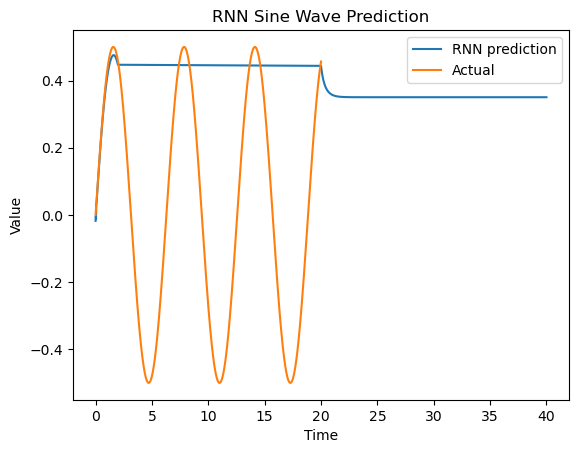 RNN Sine Wave Prediction
RNN prediction
Actual
0.4
0.2
0.0
−0.2
−0.4
Value
0 5 10 15 20 25 30 35 40
Time